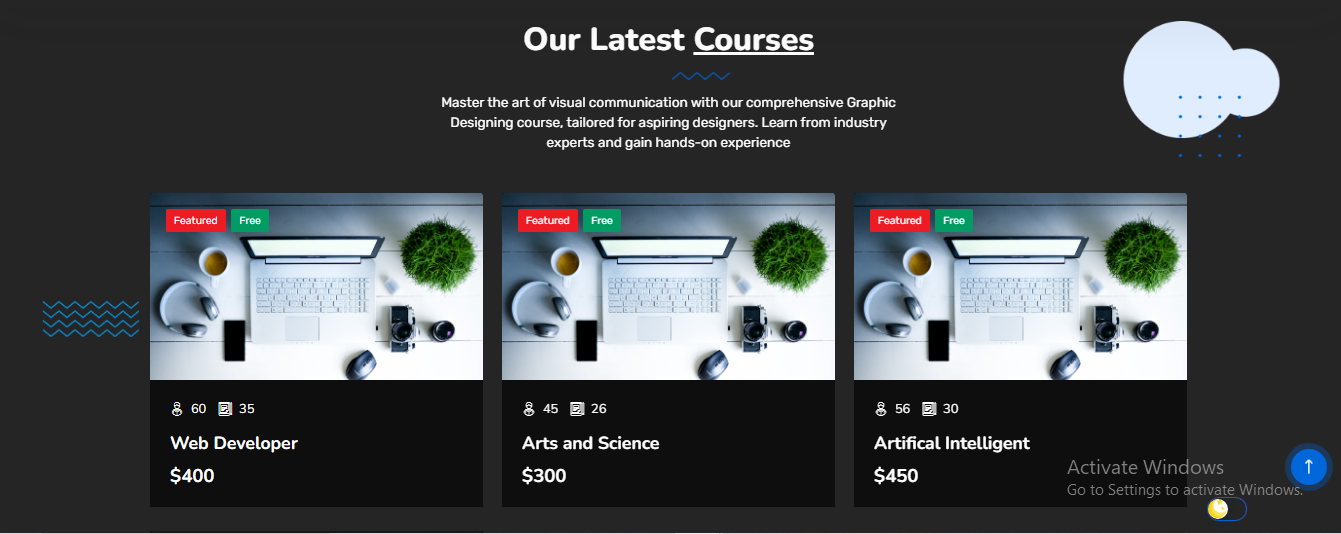 Our Latest Courses
Master the art of visual communication with our comprehensive Graphic
Designing course, tailored for aspiring designers. Learn from industry
experts and gain hands-on experience
Featured Free
Featured Free
Featured Free
60 35
45 26
56 30
Web Developer
Arts and Science
Artifical Intelligent
$400
$300
$450
Activate Windows
Go to Settings to activate Windows.